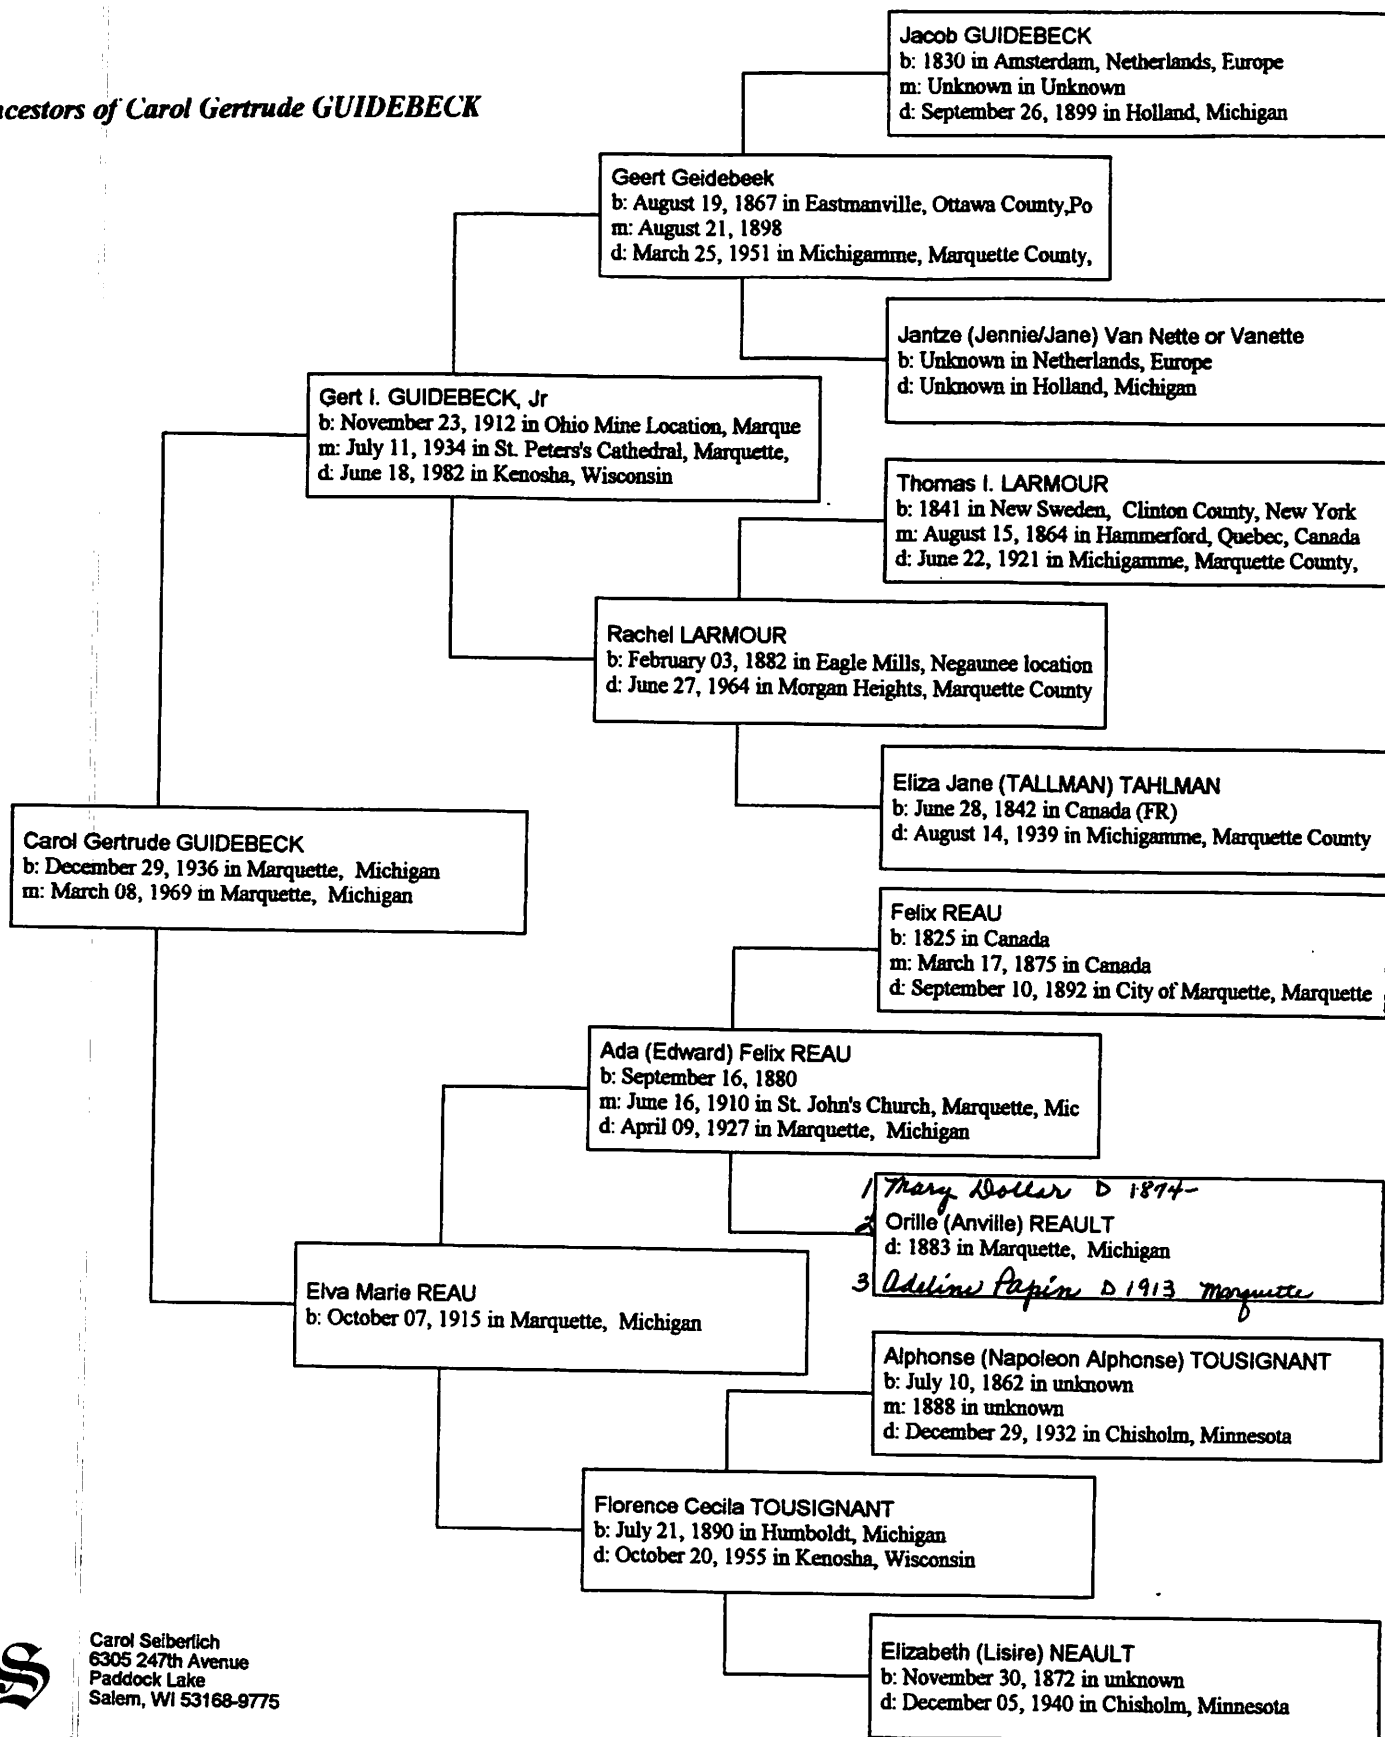 ncestors of Carol Gertrude GUIDEBECK
Jacob GUIDEBECK
b: 1830 in Amsterdam, Netherlands, Europe
m: Unknown in Unknown
d: September 26, 1899 in Holland, Michigan
Geert Geidebeek
b: August 19, 1867 in Eastmanville, Ottawa County,Po
m: August 21, 1898
d: March 25, 1951 in Michigamme, Marquette County,
Jantze (Jennie/Jane) Van Nette or Vanette
b: Unknown in Netherlands, Europe
d: Unknown in Holland, Michigan
Gert I. GUIDEBECK, Jr
b: November 23, 1912 in Ohio Mine Location, Marque
m: July 11, 1934 in St. Peters's Cathedral, Marquette,
d: June 18, 1982 in Kenosha, Wisconsin
Thomas I. LARMOUR
b: 1841 in New Sweden, Clinton County, New York
m: August 15, 1864 in Hammerford, Quebec, Canada
d: June 22, 1921 in Michigamme, Marquette County,
Rachel LARMOUR
b: February 03, 1882 in Eagle Mills, Negaunee location
d: June 27, 1964 in Morgan Heights, Marquette County
Eliza Jane (TALLMAN) TAHLMAN
b: June 28, 1842 in Canada (FR)
d: August 14, 1939 in Michigamme, Marquette County
Carol Gertrude GUIDEBECK
b: December 29, 1936 in Marquette, Michigan
m: March 08, 1969 in Marquette, Michigan
Felix REAU
b: 1825 in Canada
m: March 17, 1875 in Canada
d: September 10, 1892 in City of Marquette, Marquette
Ada (Edward) Felix REAU
b: September 16, 1880
m: June 16, 1910 in St. John's Church, Marquette, Mic
d: April 09, 1927 in Marquette, Michigan
1 Mary Dollar D 1874-
2 Orille (Anville) REAULT
d: 1883 in Marquette, Michigan
3 Adeline Papin D 1913 Marquette
Elva Marie REAU
b: October 07, 1915 in Marquette, Michigan
Alphonse (Napoleon Alphonse) TOUSIGNANT
b: July 10, 1862 in unknown
m: 1888 in unknown
d: December 29, 1932 in Chisholm, Minnesota
Florence Cecila TOUSIGNANT
b: July 21, 1890 in Humboldt, Michigan
d: October 20, 1955 in Kenosha, Wisconsin
Elizabeth (Lisire) NEAULT
b: November 30, 1872 in unknown
d: December 05, 1940 in Chisholm, Minnesota
S
Carol Seiberlich
6305 247th Avenue
Paddock Lake
Salem, WI 53168-9775